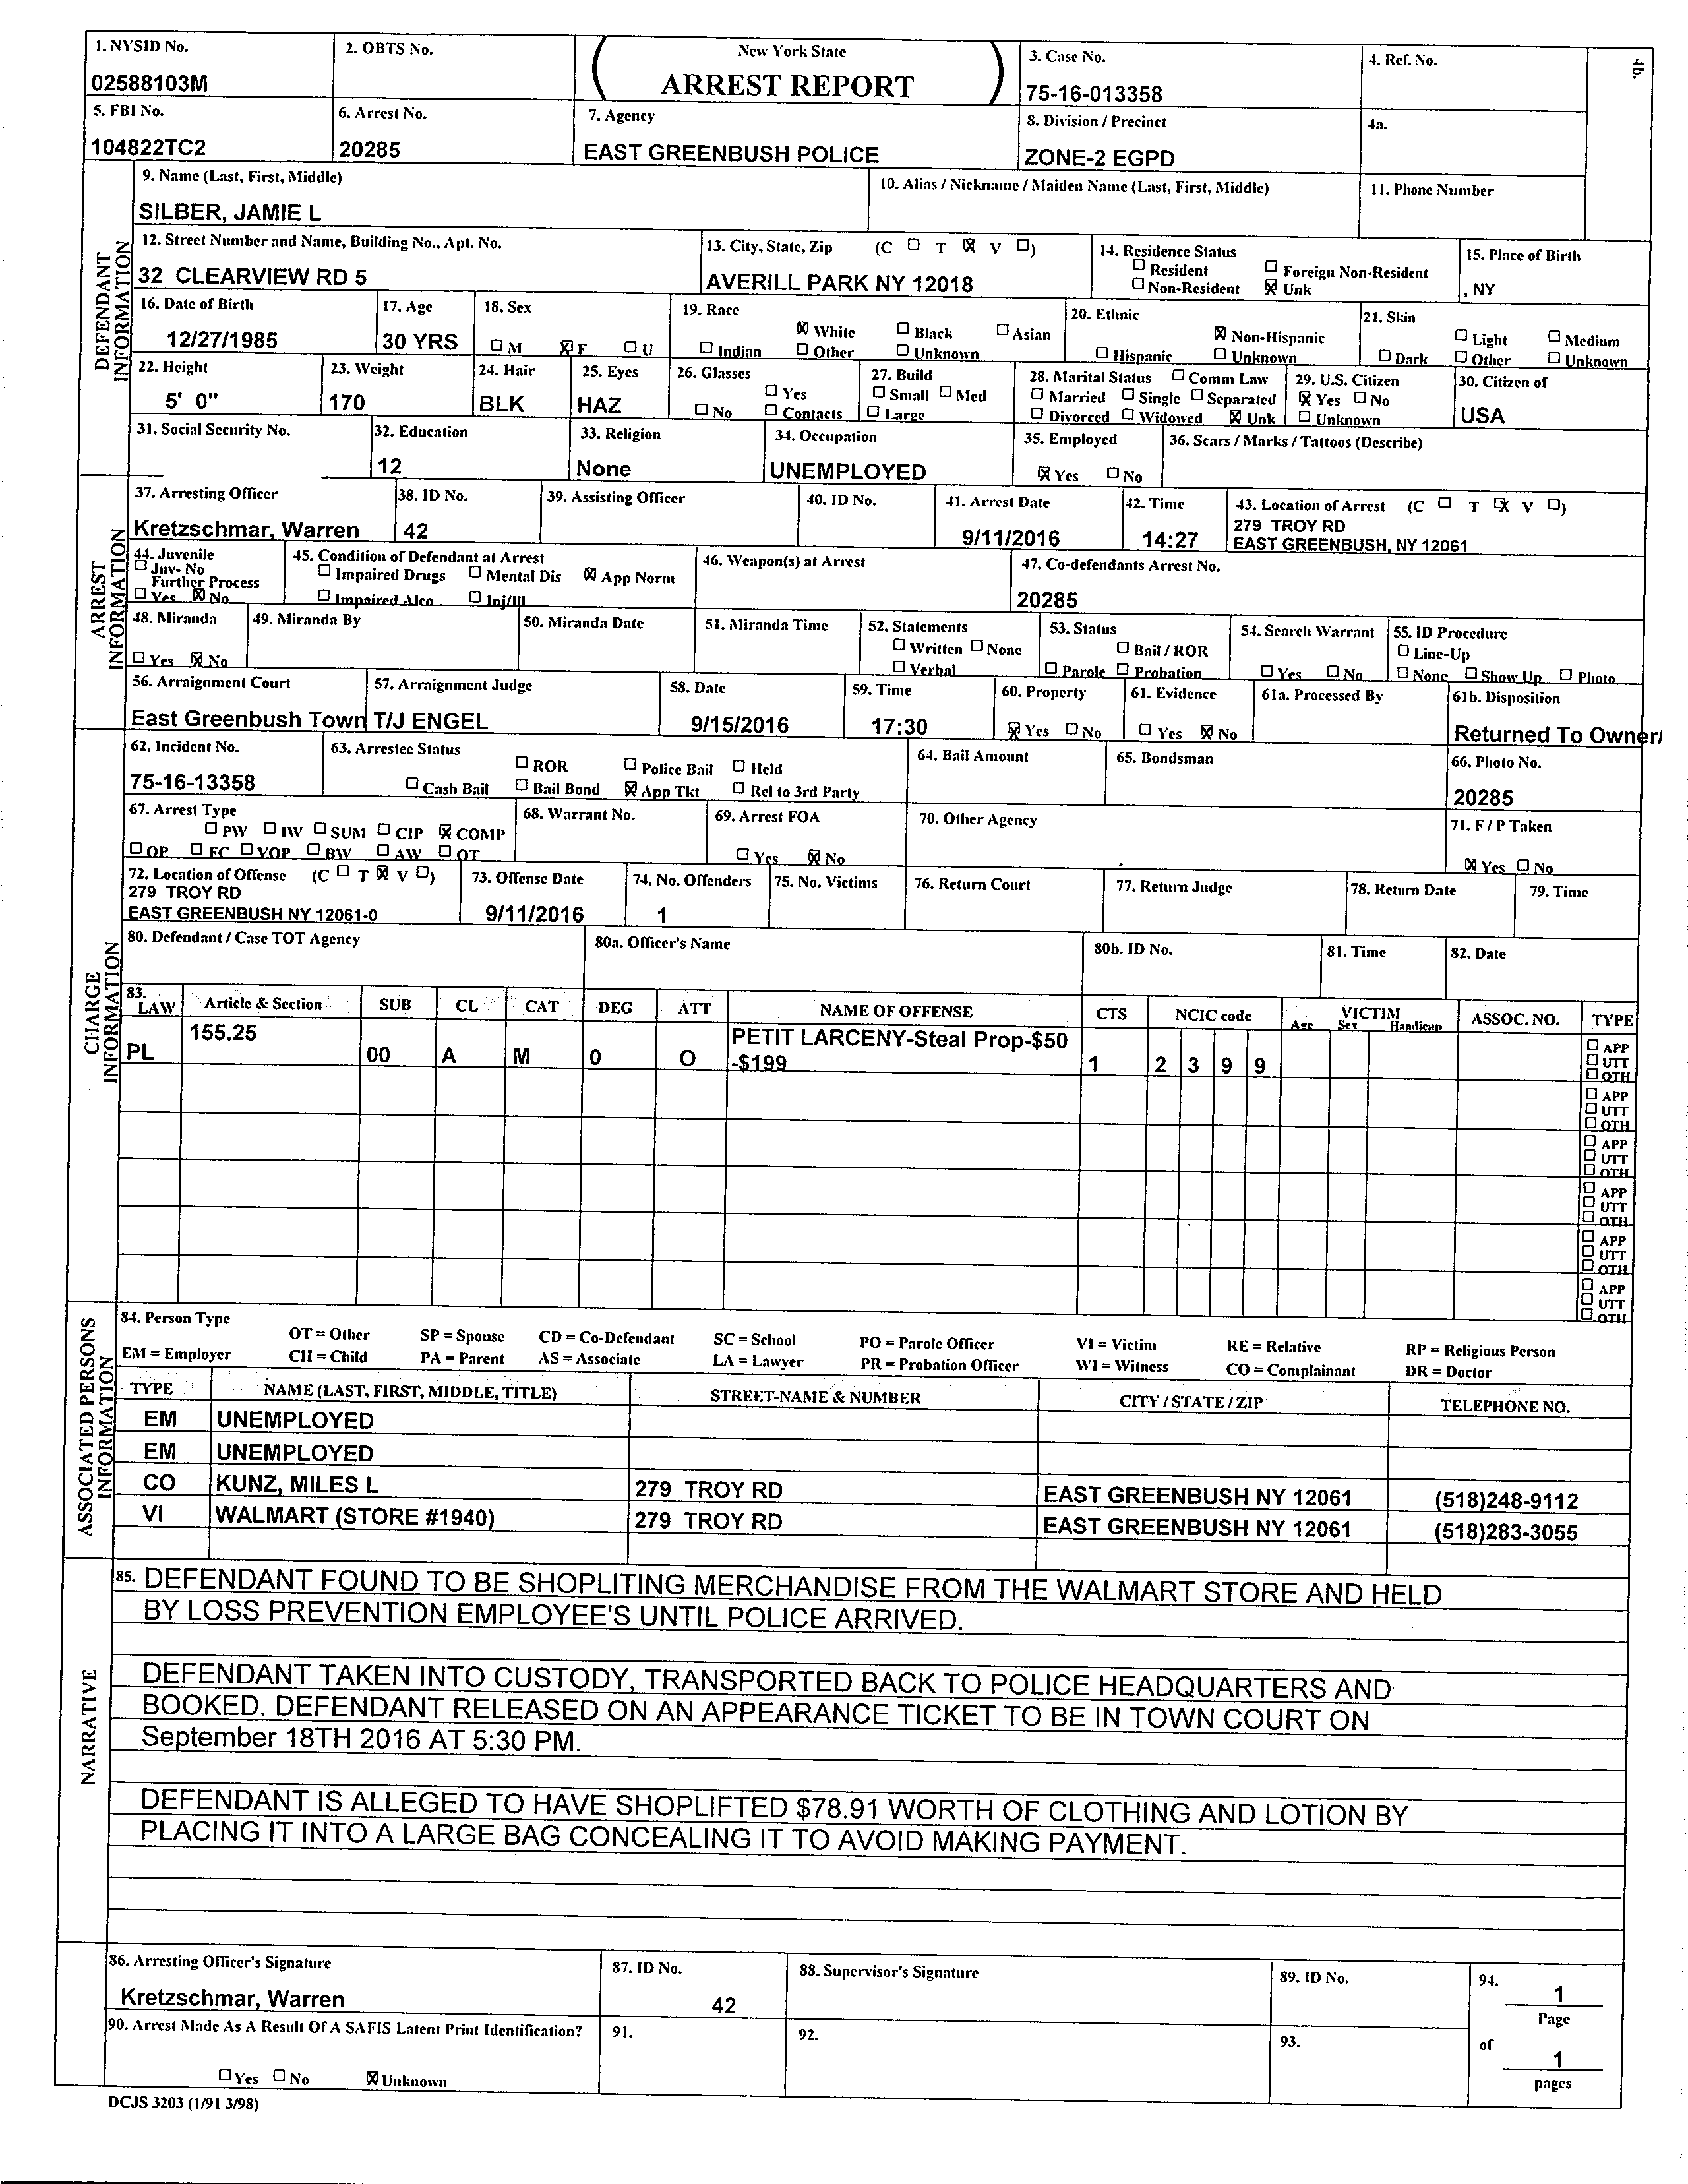 1. NYSID No.
02588103M
2. OBTS No.
New York State
ARREST REPORT
3. Case No.
75-16-013358
4. Ref. No.
4b.
5. FBI No.
104822TC2
6. Arrest No.
20285
7. Agency
EAST GREENBUSH POLICE
8. Division / Precinct
ZONE-2 EGPD
4a.
DEFENDANT INFORMATION
9. Name (Last, First, Middle)
SILBER, JAMIE L
10. Alias / Nickname / Maiden Name (Last, First, Middle)
11. Phone Number
12. Street Number and Name, Building No., Apt. No.
32 CLEARVIEW RD 5
13. City, State, Zip (C ☐ T ☒ V ☐)
AVERILL PARK NY 12018
14. Residence Status
☐ Resident ☐ Foreign Non-Resident
☐ Non-Resident ☒ Unk
15. Place of Birth
, NY
16. Date of Birth
12/27/1985
17. Age
30 YRS
18. Sex
☐ M ☒ F ☐ U
19. Race
☒ White ☐ Black ☐ Asian
☐ Indian ☐ Other ☐ Unknown
20. Ethnic
☒ Non-Hispanic
☐ Hispanic ☐ Unknown
21. Skin
☐ Light ☐ Medium
☐ Dark ☐ Other ☐ Unknown
22. Height
5' 0"
23. Weight
170
24. Hair
BLK
25. Eyes
HAZ
26. Glasses
☐ Yes
☐ No ☐ Contacts
27. Build
☐ Small ☐ Med
☐ Large
28. Marital Status ☐ Comm Law
☐ Married ☐ Single ☐ Separated
☐ Divorced ☐ Widowed ☒ Unk
29. U.S. Citizen
☒ Yes ☐ No
☐ Unknown
30. Citizen of
USA
31. Social Security No.
32. Education
12
33. Religion
None
34. Occupation
UNEMPLOYED
35. Employed
☒ Yes ☐ No
36. Scars / Marks / Tattoos (Describe)
ARREST INFORMATION
37. Arresting Officer
Kretzschmar, Warren
38. ID No.
42
39. Assisting Officer
40. ID No.
41. Arrest Date
9/11/2016
42. Time
14:27
43. Location of Arrest (C ☐ T ☒ V ☐)
279 TROY RD
EAST GREENBUSH, NY 12061
44. Juvenile
☐ Juv- No
Further Process
☐ Yes ☒ No
45. Condition of Defendant at Arrest
☐ Impaired Drugs ☐ Mental Dis ☒ App Norm
☐ Impaired Alco ☐ Inj/Ill
46. Weapon(s) at Arrest
47. Co-defendants Arrest No.
20285
48. Miranda
☐ Yes ☒ No
49. Miranda By
50. Miranda Date
51. Miranda Time
52. Statements
☐ Written ☐ None
☐ Verbal
53. Status
☐ Bail / ROR
☐ Parole ☐ Probation
54. Search Warrant
☐ Yes ☐ No
55. ID Procedure
☐ Line-Up
☐ None ☐ Show Up ☐ Photo
56. Arraignment Court
East Greenbush Town
57. Arraignment Judge
T/J ENGEL
58. Date
9/15/2016
59. Time
17:30
60. Property
☒ Yes ☐ No
61. Evidence
☐ Yes ☒ No
61a. Processed By
61b. Disposition
Returned To Owner/
CHARGE INFORMATION
62. Incident No.
75-16-13358
63. Arrestee Status
☐ ROR ☐ Police Bail ☐ Held
☐ Cash Bail ☐ Bail Bond ☒ App Tkt ☐ Rel to 3rd Party
64. Bail Amount
65. Bondsman
66. Photo No.
20285
67. Arrest Type
☐ PW ☐ IW ☐ SUM ☐ CIP ☒ COMP
☐ OP ☐ FC ☐ VOP ☐ BW ☐ AW ☐ OT
68. Warrant No.
69. Arrest FOA
☐ Yes ☒ No
70. Other Agency
71. F / P Taken
☒ Yes ☐ No
72. Location of Offense (C ☐ T ☒ V ☐)
279 TROY RD
EAST GREENBUSH NY 12061-0
73. Offense Date
9/11/2016
74. No. Offenders
1
75. No. Victims
76. Return Court
77. Return Judge
78. Return Date
79. Time
80. Defendant / Case TOT Agency
80a. Officer's Name
80b. ID No.
81. Time
82. Date
83.
LAW Article & Section SUB CL CAT DEG ATT NAME OF OFFENSE CTS NCIC code VICTIM Age Sex Handicap ASSOC. NO. TYPE
PL 155.25 00 A M 0 O PETIT LARCENY-Steal Prop-$50
-$199 1 2 3 9 9
☐ APP
☐ UTT
☐ OTH
☐ APP
☐ UTT
☐ OTH
☐ APP
☐ UTT
☐ OTH
☐ APP
☐ UTT
☐ OTH
☐ APP
☐ UTT
☐ OTH
☐ APP
☐ UTT
☐ OTH
ASSOCIATED PERSONS INFORMATION
84. Person Type
OT = Other SP = Spouse CD = Co-Defendant SC = School PO = Parole Officer VI = Victim RE = Relative RP = Religious Person
EM = Employer CH = Child PA = Parent AS = Associate LA = Lawyer PR = Probation Officer WI = Witness CO = Complainant DR = Doctor
TYPE NAME (LAST, FIRST, MIDDLE, TITLE) STREET-NAME & NUMBER CITY / STATE / ZIP TELEPHONE NO.
EM UNEMPLOYED
EM UNEMPLOYED
CO KUNZ, MILES L 279 TROY RD EAST GREENBUSH NY 12061 (518)248-9112
VI WALMART (STORE #1940) 279 TROY RD EAST GREENBUSH NY 12061 (518)283-3055
NARRATIVE
85. DEFENDANT FOUND TO BE SHOPLITING MERCHANDISE FROM THE WALMART STORE AND HELD
BY LOSS PREVENTION EMPLOYEE'S UNTIL POLICE ARRIVED.
DEFENDANT TAKEN INTO CUSTODY, TRANSPORTED BACK TO POLICE HEADQUARTERS AND
BOOKED. DEFENDANT RELEASED ON AN APPEARANCE TICKET TO BE IN TOWN COURT ON
September 18TH 2016 AT 5:30 PM.
DEFENDANT IS ALLEGED TO HAVE SHOPLIFTED $78.91 WORTH OF CLOTHING AND LOTION BY
PLACING IT INTO A LARGE BAG CONCEALING IT TO AVOID MAKING PAYMENT.
86. Arresting Officer's Signature
Kretzschmar, Warren
87. ID No.
42
88. Supervisor's Signature
89. ID No.
94.
1
Page
of
1
pages
90. Arrest Made As A Result Of A SAFIS Latent Print Identification?
☐ Yes ☐ No ☒ Unknown
91.
92.
93.
DCJS 3203 (1/91 3/98)